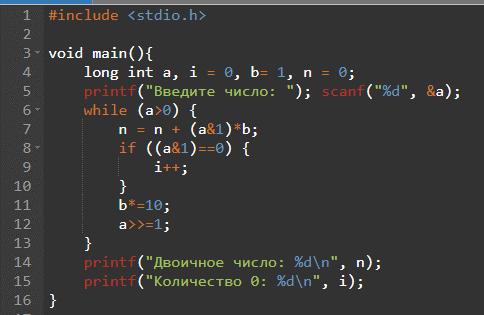 1 #include <stdio.h>
2
3 void main(){
4     long int a, i = 0, b= 1, n = 0;
5     printf("Введите число: "); scanf("%d", &a);
6     while (a>0) {
7         n = n + (a&1)*b;
8         if ((a&1)==0) {
9             i++;
10         }
11         b*=10;
12         a>>=1;
13     }
14     printf("Двоичное число: %d\n", n);
15     printf("Количество 0: %d\n", i);
16 }